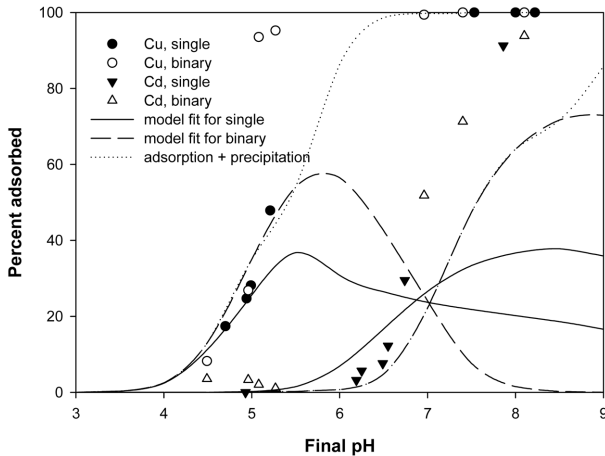 100
80
60
40
20
0
Percent adsorbed
Cu, single
Cu, binary
Cd, single
Cd, binary
model fit for single
model fit for binary
adsorption + precipitation
3 4 5 6 7 8 9
Final pH